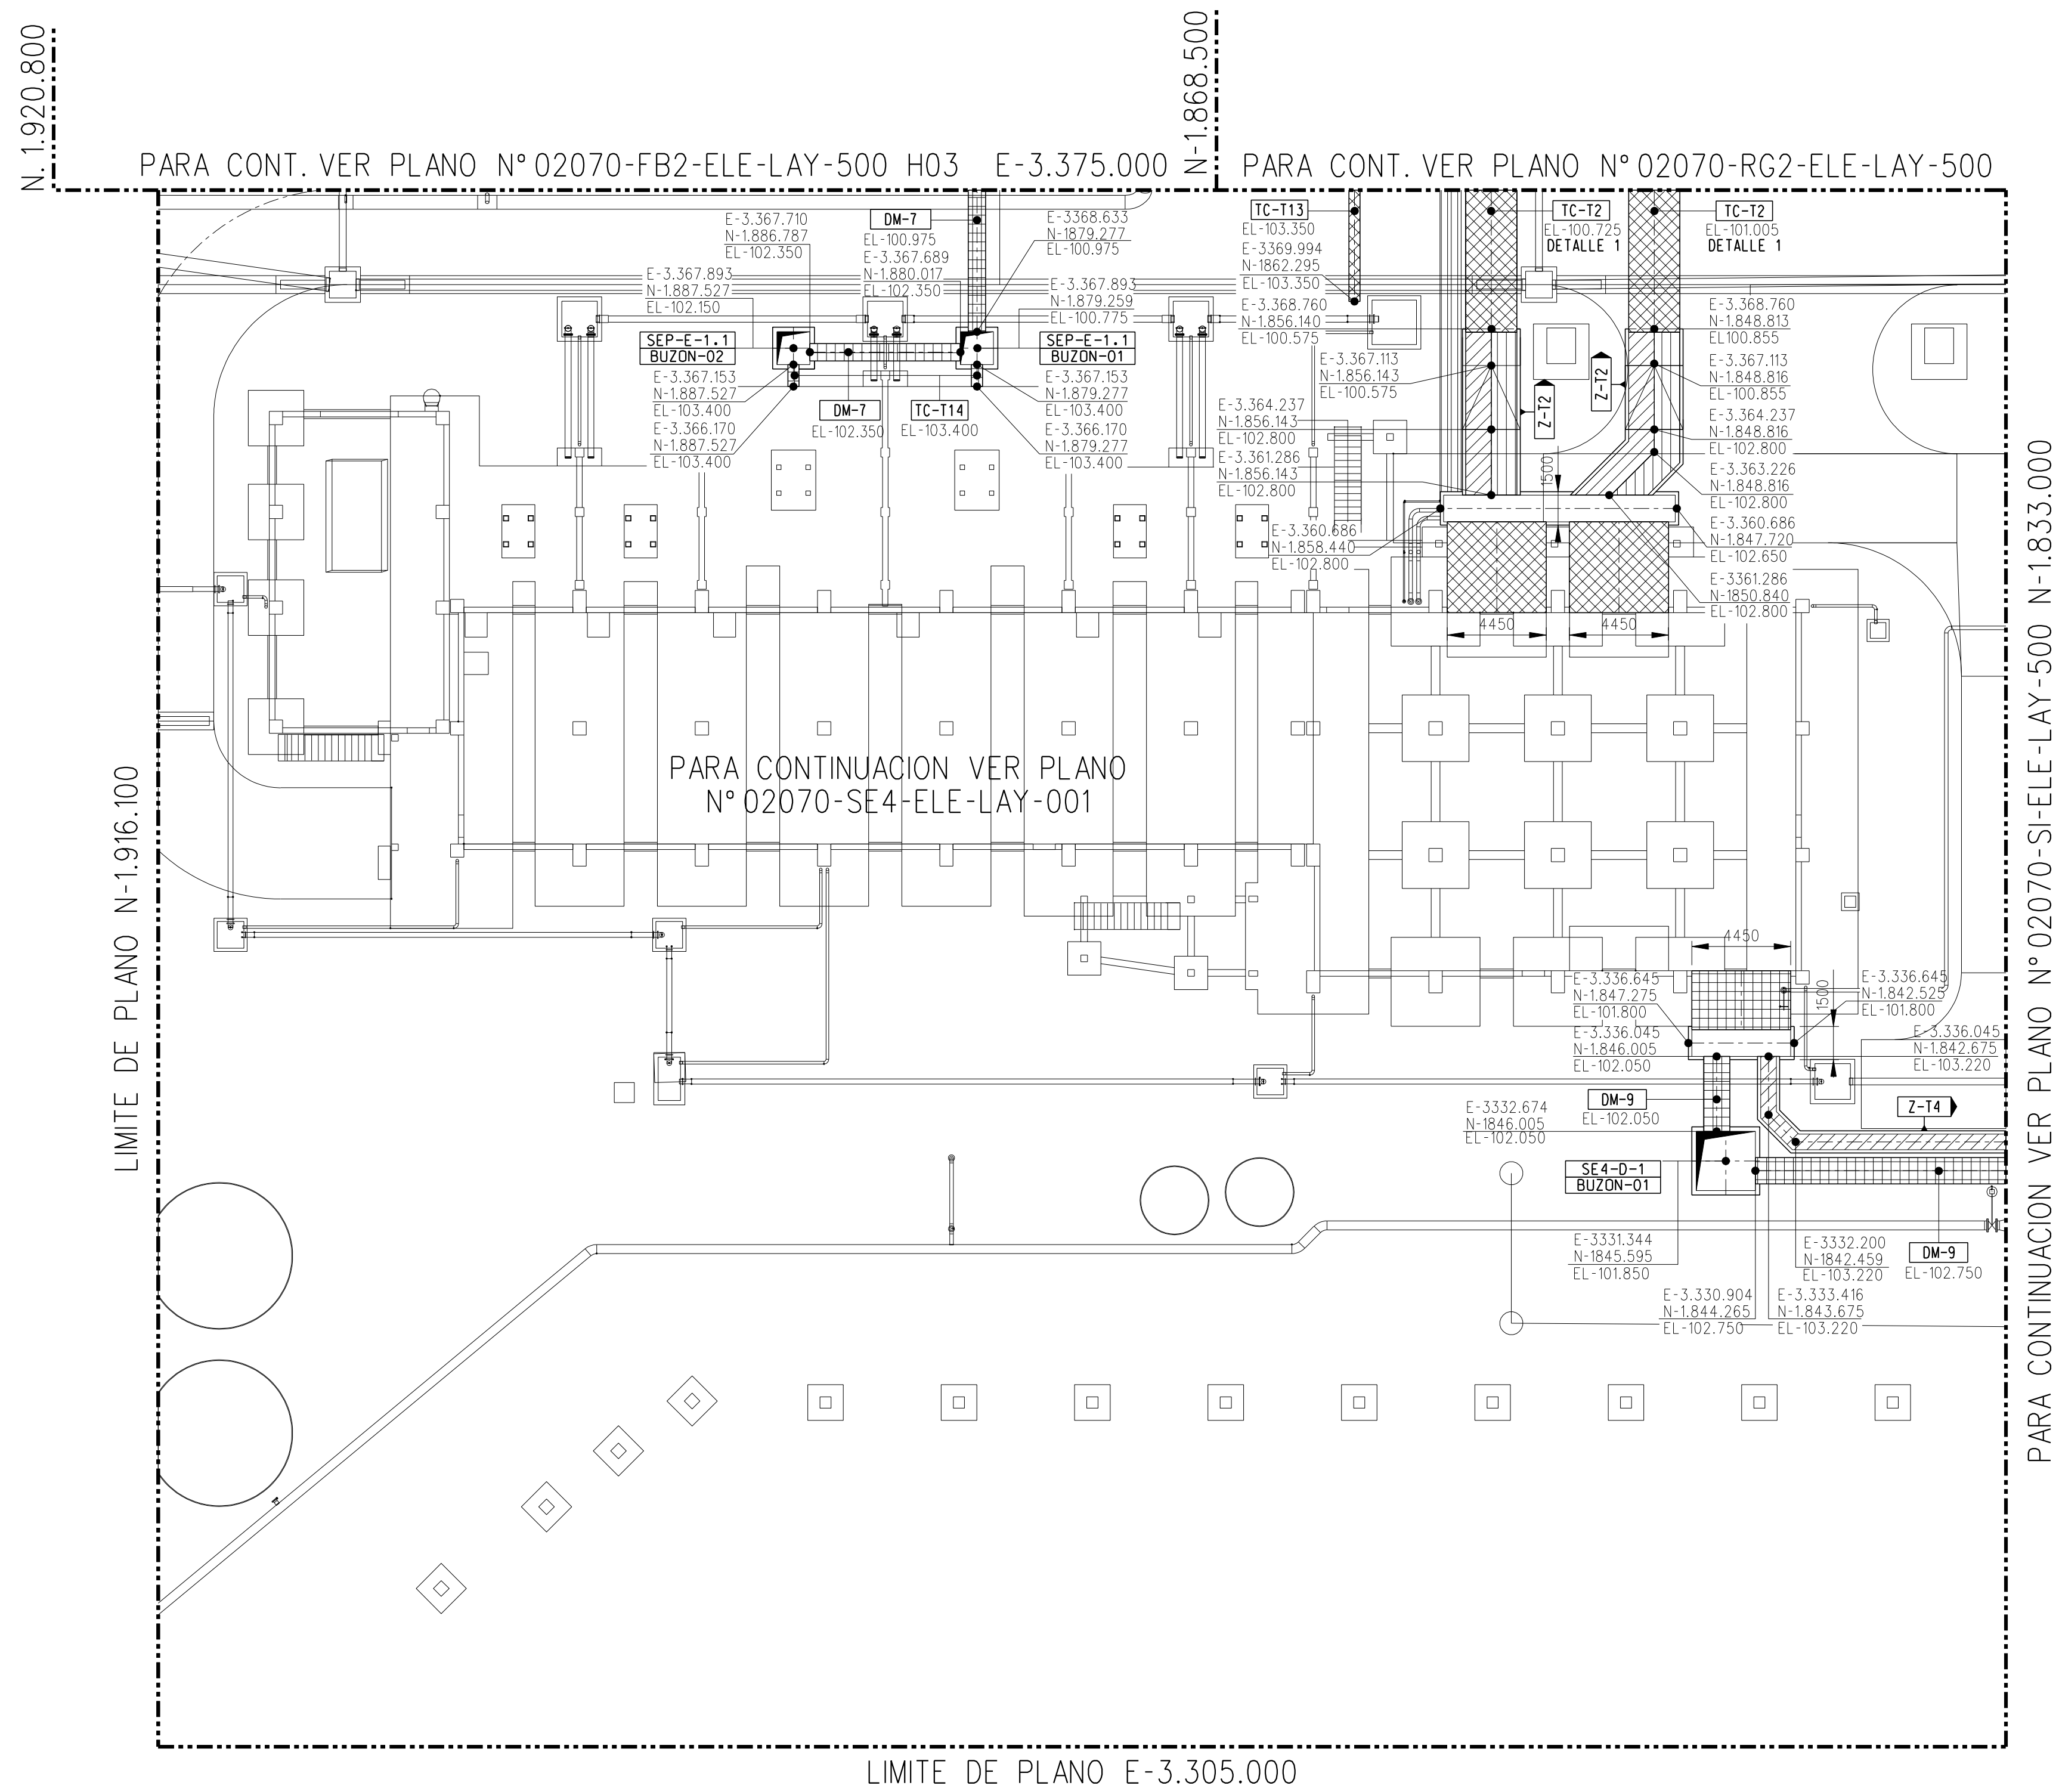 N. 1.920.800
N-1.868.500
PARA CONT. VER PLANO N° 02070-FB2-ELE-LAY-500 H03 E-3.375.000
PARA CONT. VER PLANO N° 02070-RG2-ELE-LAY-500
E-3.367.710
N-1.886.787
EL-102.350
DM-7
EL-100.975
E-3.367.689
N-1.880.017
EL-102.350
E-3368.633
N-1879.277
EL-100.975
E-3.367.893
N-1.887.527
EL-102.150
E-3.367.893
N-1.879.259
EL-100.775
SEP-E-1.1
BUZON-02
SEP-E-1.1
BUZON-01
E-3.367.153
N-1.887.527
EL-103.400
E-3.366.170
N-1.887.527
EL-103.400
DM-7
EL-102.350
TC-T14
EL-103.400
E-3.367.153
N-1.879.277
EL-103.400
E-3.366.170
N-1.879.277
EL-103.400
TC-T13
EL-103.350
E-3369.994
N-1862.295
EL-103.350
E-3.368.760
N-1.856.140
EL-100.575
E-3.367.113
N-1.856.143
EL-100.575
E-3.364.237
N-1.856.143
EL-102.800
E-3.361.286
N-1.856.143
EL-102.800
E-3.360.686
N-1.858.440
EL-102.800
TC-T2
EL-100.725
DETALLE 1
TC-T2
EL-101.005
DETALLE 1
Z-T2
Z-T2
1500
E-3.368.760
N-1.848.813
EL100.855
E-3.367.113
N-1.848.816
EL-100.855
E-3.364.237
N-1.848.816
EL-102.800
E-3.363.226
N-1.848.816
EL-102.800
E-3.360.686
N-1.847.720
EL-102.650
E-3361.286
N-1850.840
EL-102.800
4450
4450
PARA CONTINUACION VER PLANO
N° 02070-SE4-ELE-LAY-001
LIMITE DE PLANO N-1.916.100
PARA CONTINUACION VER PLANO N° 02070-SI-ELE-LAY-500 N-1.833.000
4450
1500
E-3.336.645
N-1.847.275
EL-101.800
E-3.336.045
N-1.846.005
EL-102.050
E-3.336.645
N-1.842.525
EL-101.800
E-3.336.045
N-1.842.675
EL-103.220
DM-9
EL-102.050
E-3332.674
N-1846.005
EL-102.050
Z-T4
SE4-D-1
BUZON-01
E-3331.344
N-1845.595
EL-101.850
E-3332.200
N-1842.459
EL-103.220
DM-9
EL-102.750
E-3.330.904
N-1.844.265
EL-102.750
E-3.333.416
N-1.843.675
EL-103.220
LIMITE DE PLANO E-3.305.000